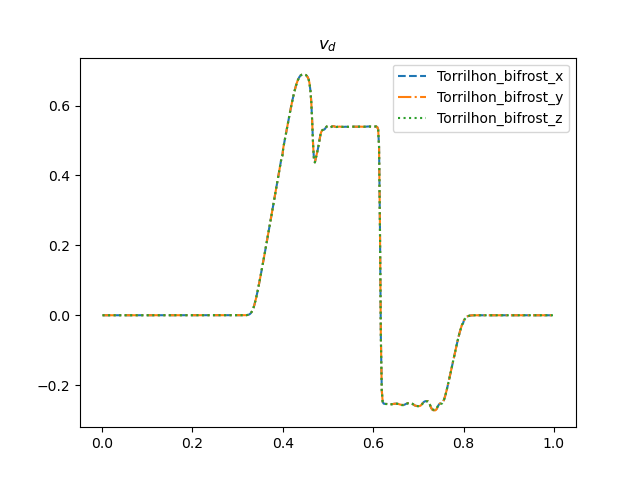 v_d
Torrilhon_bifrost_x
Torrilhon_bifrost_y
Torrilhon_bifrost_z
0.6
0.4
0.2
0.0
−0.2
0.0 0.2 0.4 0.6 0.8 1.0